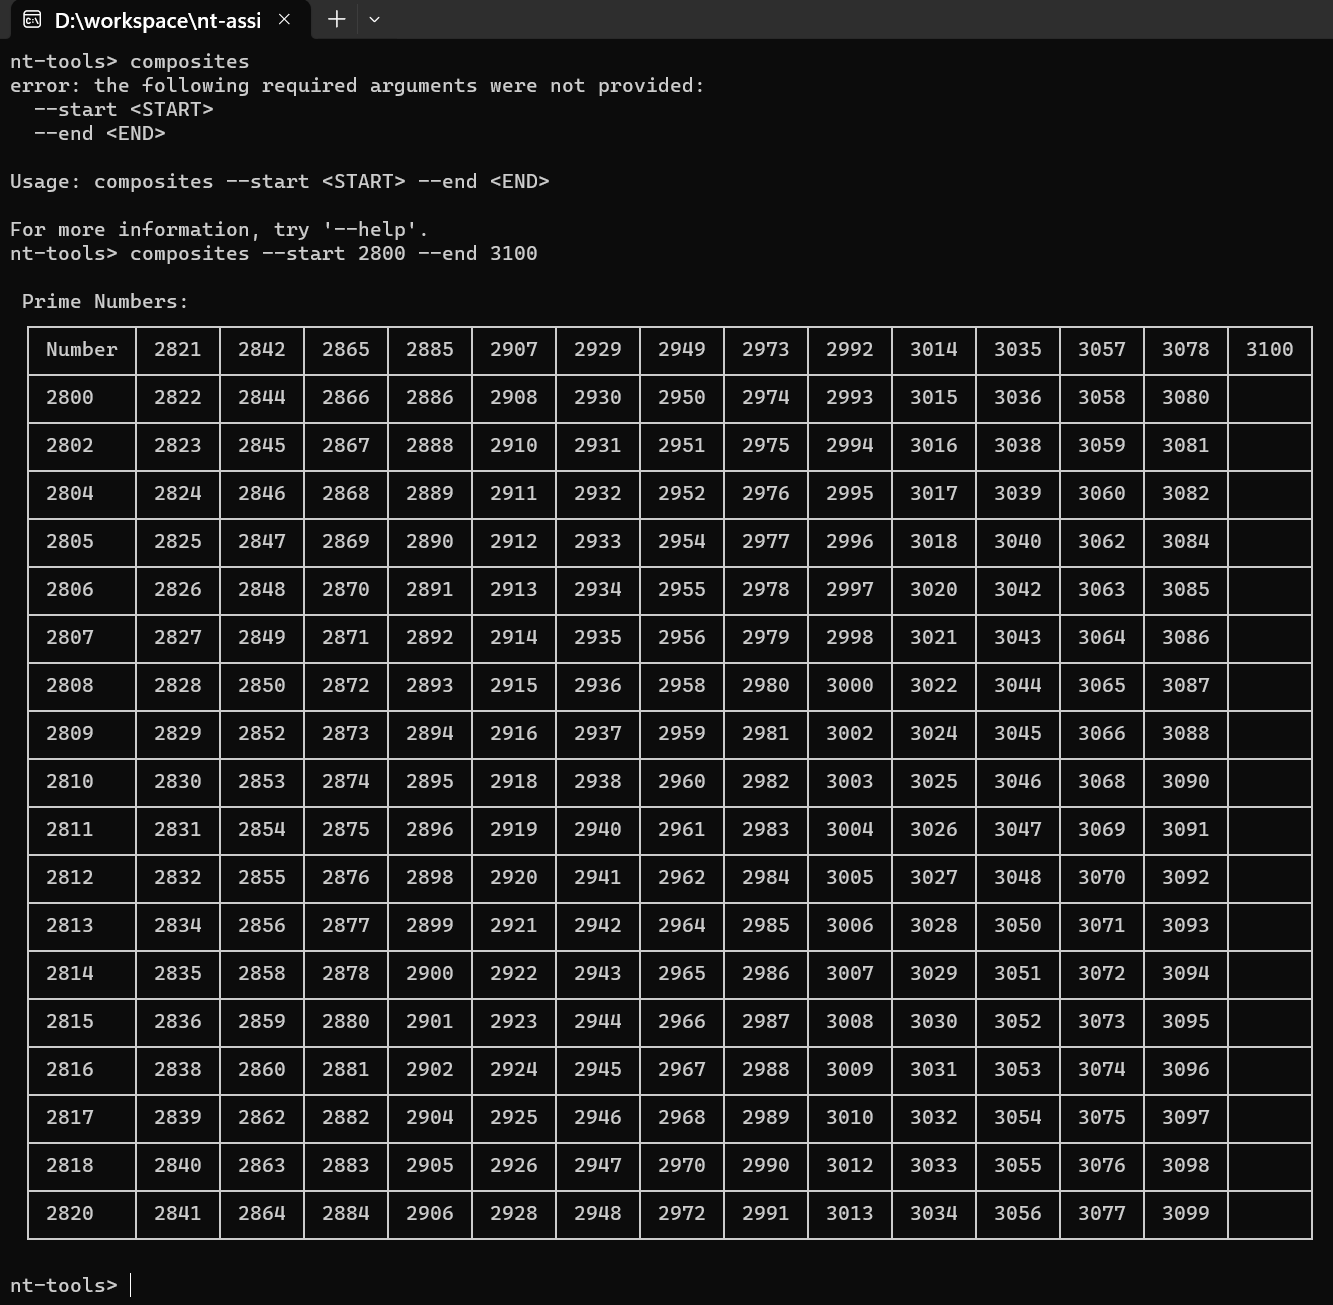 D:\workspace\nt-assi
nt-tools> composites
error: the following required arguments were not provided:
--start <START>
--end <END>
Usage: composites --start <START> --end <END>
For more information, try '--help'.
nt-tools> composites --start 2800 --end 3100
Prime Numbers:
Number 2821 2842 2865 2885 2907 2929 2949 2973 2992 3014 3035 3057 3078 3100
2800 2822 2844 2866 2886 2908 2930 2950 2974 2993 3015 3036 3058 3080
2802 2823 2845 2867 2888 2910 2931 2951 2975 2994 3016 3038 3059 3081
2804 2824 2846 2868 2889 2911 2932 2952 2976 2995 3017 3039 3060 3082
2805 2825 2847 2869 2890 2912 2933 2954 2977 2996 3018 3040 3062 3084
2806 2826 2848 2870 2891 2913 2934 2955 2978 2997 3020 3042 3063 3085
2807 2827 2849 2871 2892 2914 2935 2956 2979 2998 3021 3043 3064 3086
2808 2828 2850 2872 2893 2915 2936 2958 2980 3000 3022 3044 3065 3087
2809 2829 2852 2873 2894 2916 2937 2959 2981 3002 3024 3045 3066 3088
2810 2830 2853 2874 2895 2918 2938 2960 2982 3003 3025 3046 3068 3090
2811 2831 2854 2875 2896 2919 2940 2961 2983 3004 3026 3047 3069 3091
2812 2832 2855 2876 2898 2920 2941 2962 2984 3005 3027 3048 3070 3092
2813 2834 2856 2877 2899 2921 2942 2964 2985 3006 3028 3050 3071 3093
2814 2835 2858 2878 2900 2922 2943 2965 2986 3007 3029 3051 3072 3094
2815 2836 2859 2880 2901 2923 2944 2966 2987 3008 3030 3052 3073 3095
2816 2838 2860 2881 2902 2924 2945 2967 2988 3009 3031 3053 3074 3096
2817 2839 2862 2882 2904 2925 2946 2968 2989 3010 3032 3054 3075 3097
2818 2840 2863 2883 2905 2926 2947 2970 2990 3012 3033 3055 3076 3098
2820 2841 2864 2884 2906 2928 2948 2972 2991 3013 3034 3056 3077 3099
nt-tools>